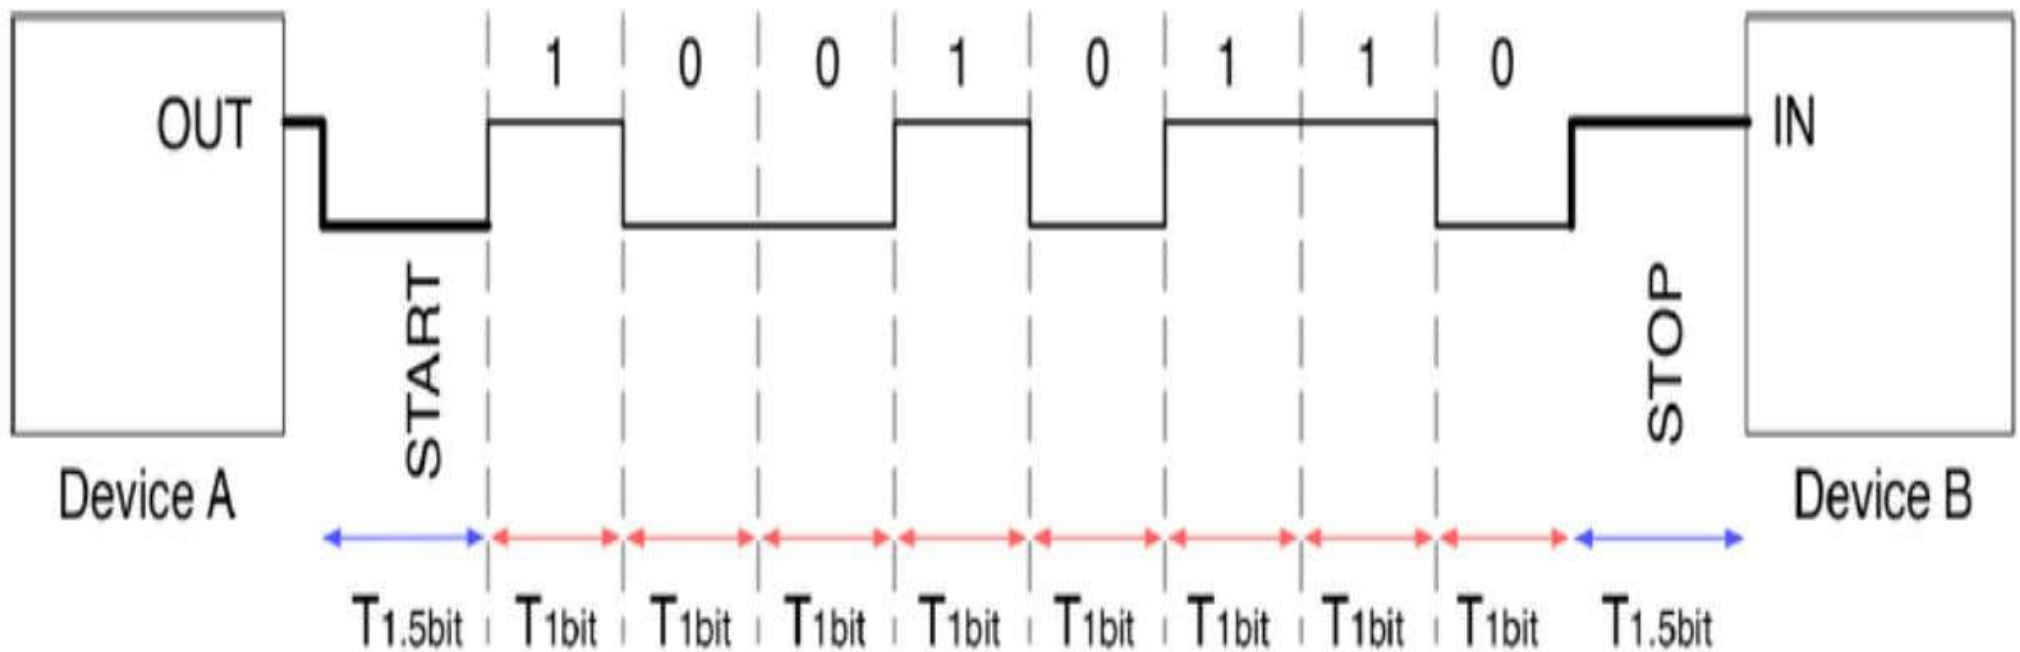 1 0 0 1 0 1 1 0
OUT
IN
START
STOP
Device A
Device B
T1.5bit T1bit T1bit T1bit T1bit T1bit T1bit T1bit T1bit T1.5bit